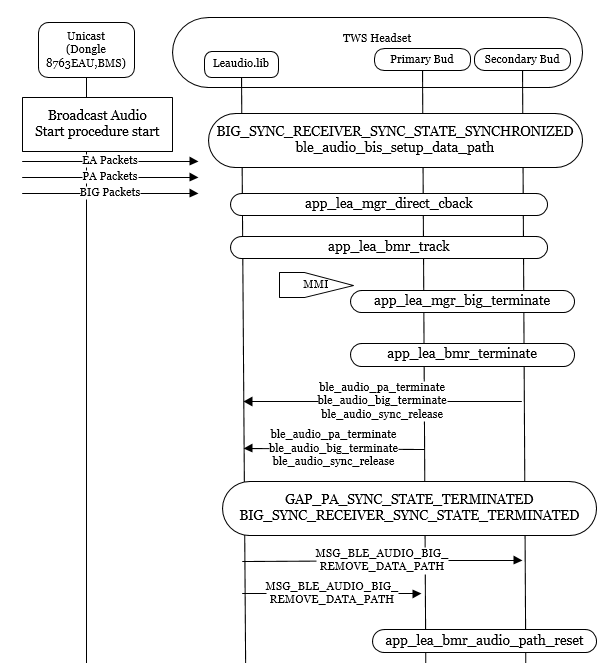 Unicast
(Dongle
8763EAU,BMS)
TWS Headset
Leaudio.lib
Primary Bud
Secondary Bud
Broadcast Audio
Start procedure start
BIG_SYNC_RECEIVER_SYNC_STATE_SYNCHRONIZED
ble_audio_bis_setup_data_path
EA Packets
PA Packets
BIG Packets
app_lea_mgr_direct_cback
app_lea_bmr_track
MMI
app_lea_mgr_big_terminate
app_lea_bmr_terminate
ble_audio_pa_terminate
ble_audio_big_terminate
ble_audio_sync_release
ble_audio_pa_terminate
ble_audio_big_terminate
ble_audio_sync_release
GAP_PA_SYNC_STATE_TERMINATED
BIG_SYNC_RECEIVER_SYNC_STATE_TERMINATED
MSG_BLE_AUDIO_BIG_
REMOVE_DATA_PATH
MSG_BLE_AUDIO_BIG_
REMOVE_DATA_PATH
app_lea_bmr_audio_path_reset